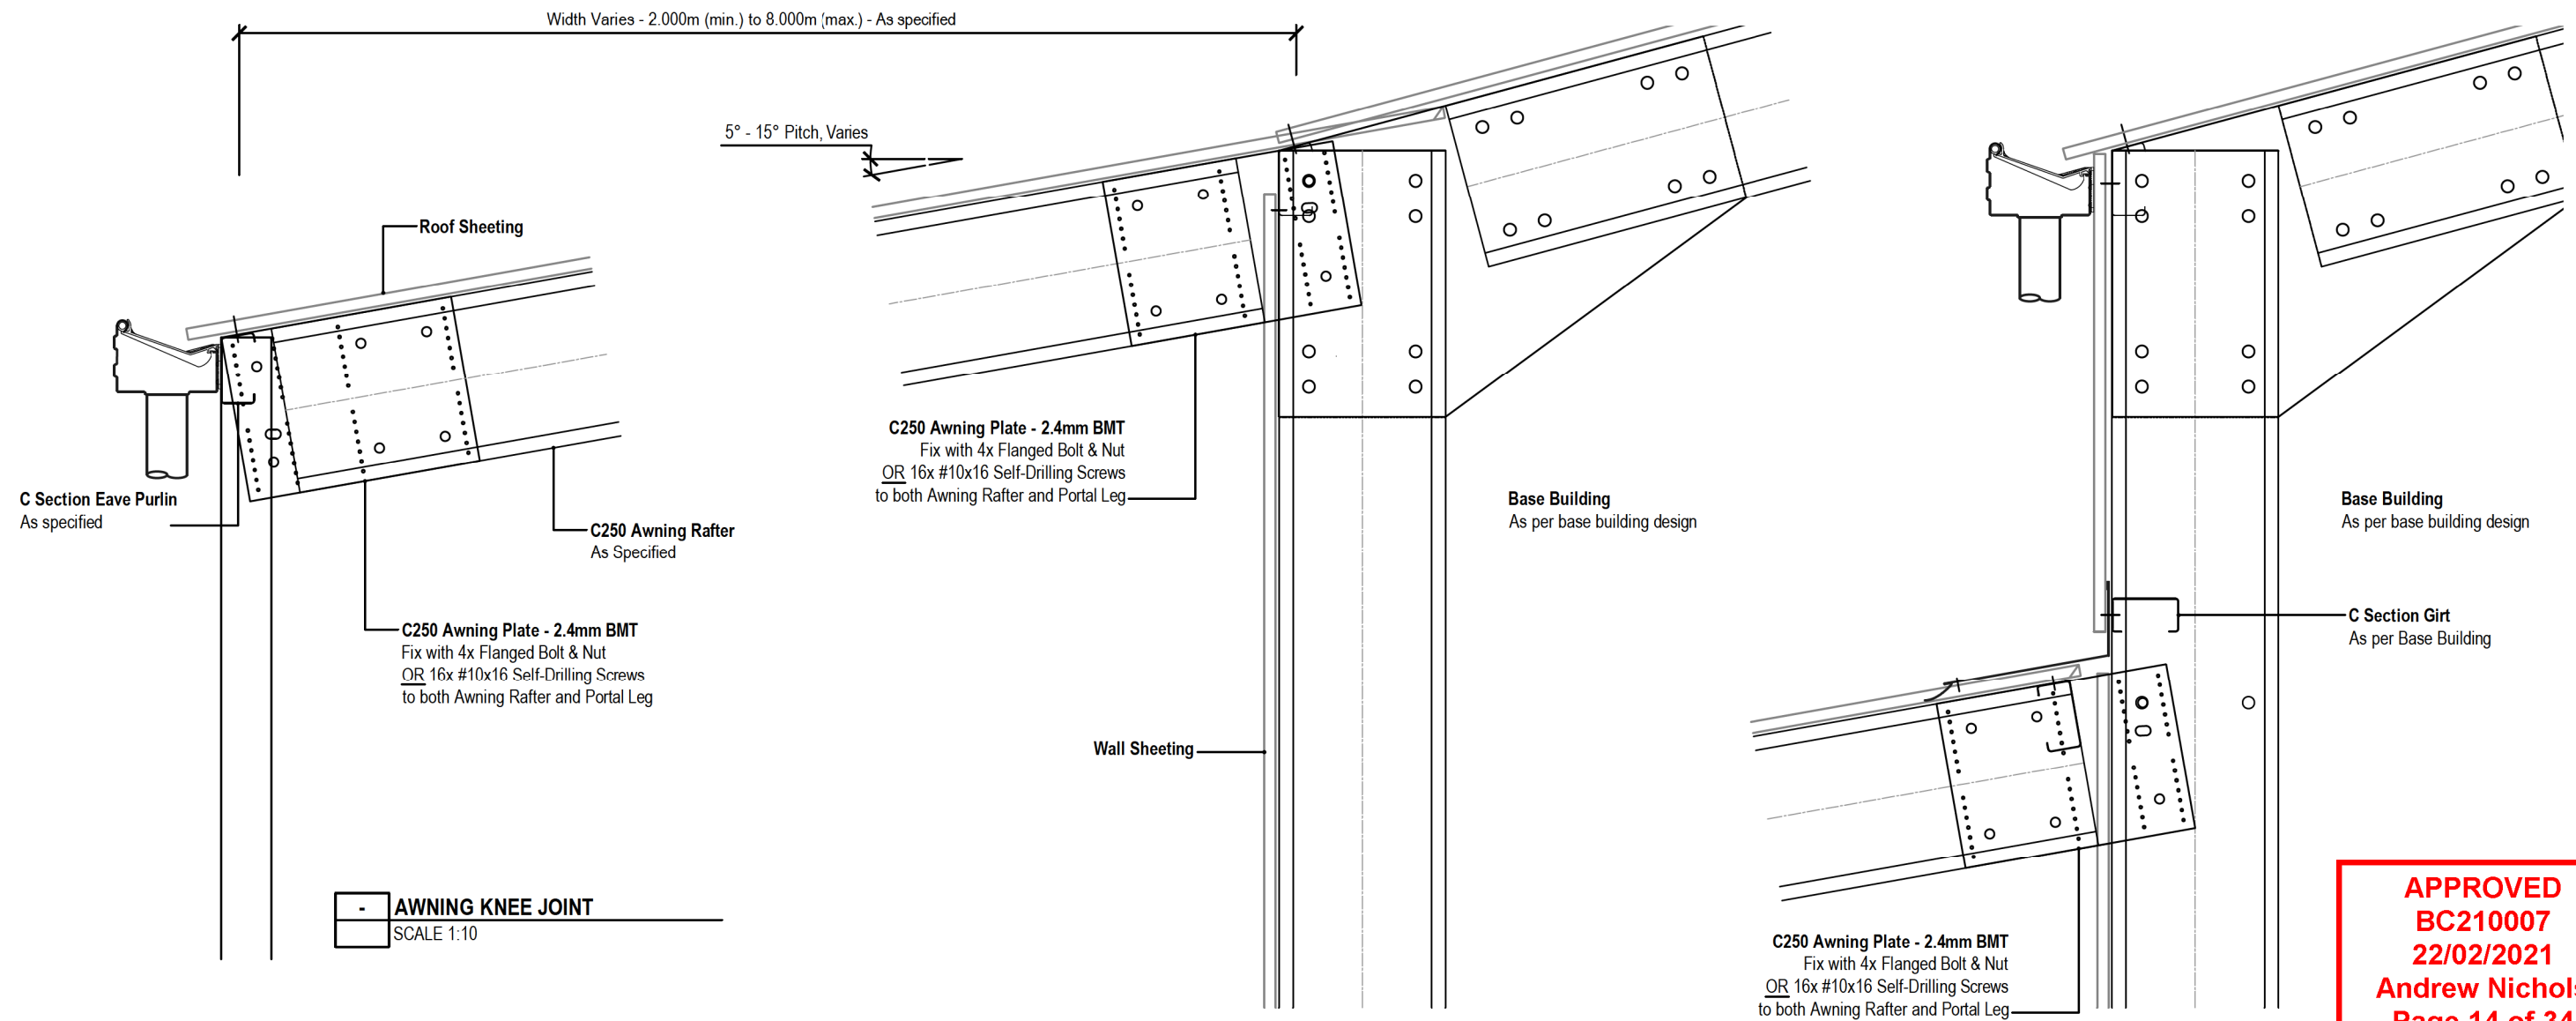 Width Varies - 2.000m (min.) to 8.000m (max.) - As specified
5° - 15° Pitch, Varies
Roof Sheeting
C Section Eave Purlin
As specified
C250 Awning Rafter
As Specified
C250 Awning Plate - 2.4mm BMT
Fix with 4x Flanged Bolt & Nut
OR 16x #10x16 Self-Drilling Screws
to both Awning Rafter and Portal Leg
- AWNING KNEE JOINT
SCALE 1:10
C250 Awning Plate - 2.4mm BMT
Fix with 4x Flanged Bolt & Nut
OR 16x #10x16 Self-Drilling Screws
to both Awning Rafter and Portal Leg
Wall Sheeting
Base Building
As per base building design
Base Building
As per base building design
C Section Girt
As per Base Building
C250 Awning Plate - 2.4mm BMT
Fix with 4x Flanged Bolt & Nut
OR 16x #10x16 Self-Drilling Screws
to both Awning Rafter and Portal Leg
APPROVED
BC210007
22/02/2021
Andrew Nichols
Page 14 of 34